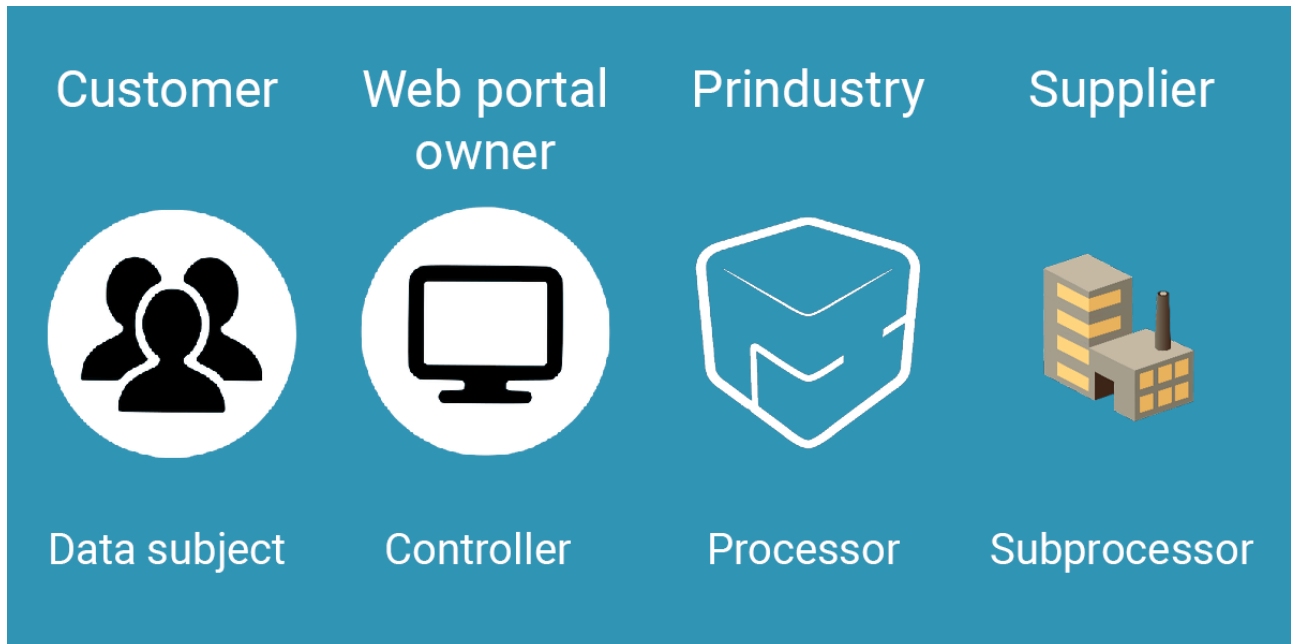 Customer
Web portal
owner
Prindustry
Supplier
Data subject
Controller
Processor
Subprocessor